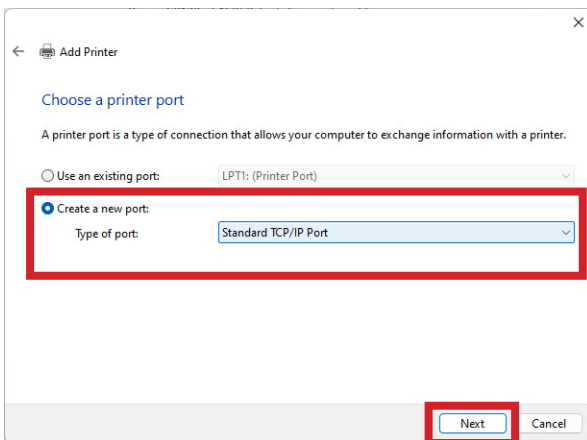 Add Printer
Choose a printer port
A printer port is a type of connection that allows your computer to exchange information with a printer.
Use an existing port: LPT1: (Printer Port)
Create a new port:
Type of port: Standard TCP/IP Port
Next Cancel